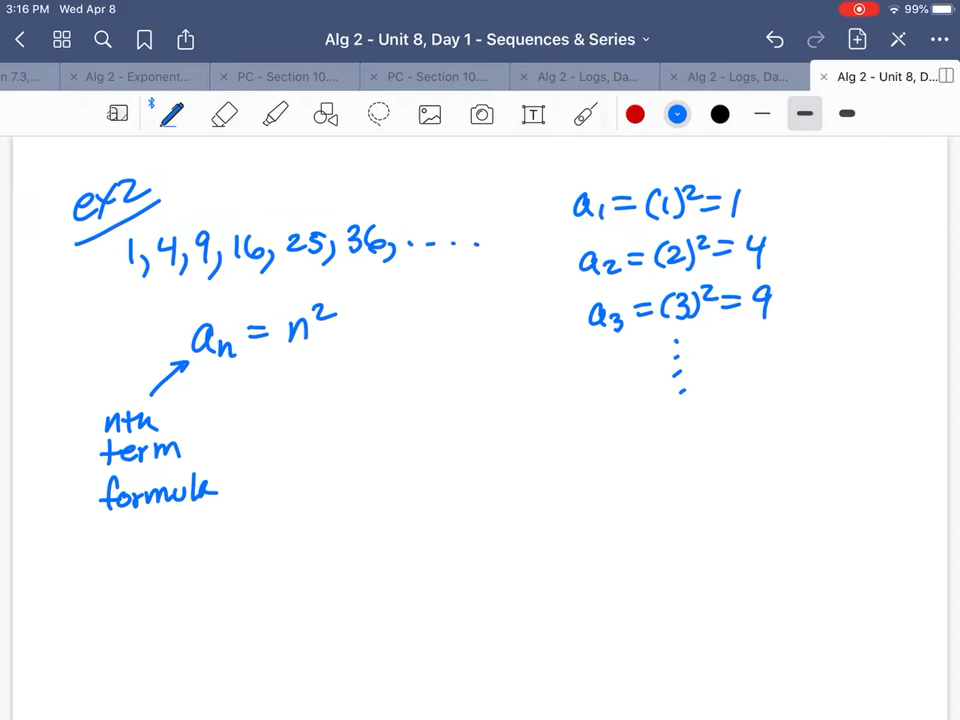 3:16 PM Wed Apr 8
99%
Alg 2 - Unit 8, Day 1 - Sequences & Series
n 7.3,...
Alg 2 - Exponent...
PC - Section 10....
PC - Section 10....
Alg 2 - Logs, Da...
Alg 2 - Logs, Da...
Alg 2 - Unit 8, D...
ex2
1, 4, 9, 16, 25, 36, ....
aₙ = n²
nth
term
formula
a₁ = (1)² = 1
a₂ = (2)² = 4
a₃ = (3)² = 9